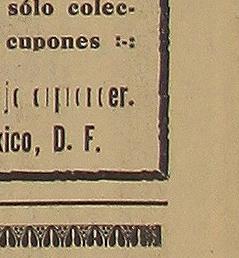 sólo colec-
cupones :-:
xico, D. F.